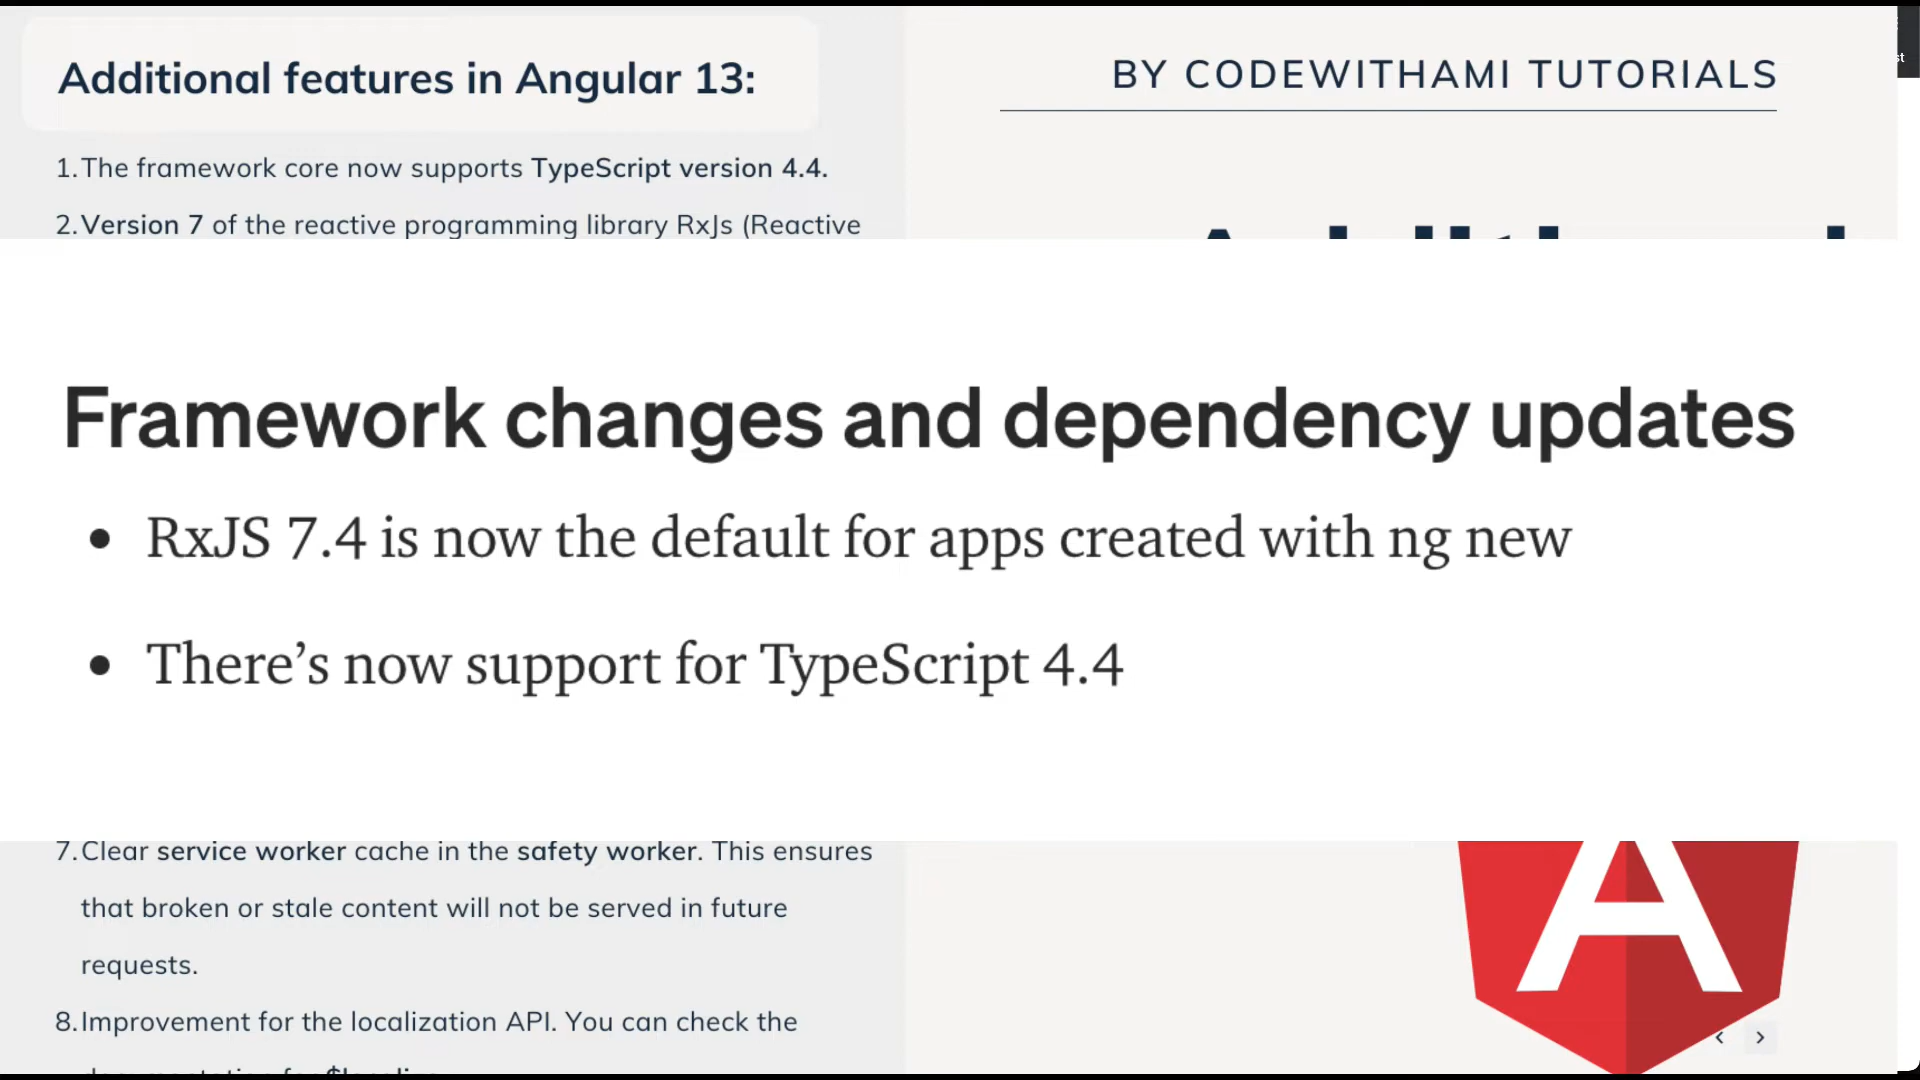 Additional features in Angular 13:
BY CODEWITHAMI TUTORIALS
1.The framework core now supports TypeScript version 4.4.
2.Version 7 of the reactive programming library RxJs (Reactive
Framework changes and dependency updates
• RxJS 7.4 is now the default for apps created with ng new
• There’s now support for TypeScript 4.4
7.Clear service worker cache in the safety worker. This ensures
that broken or stale content will not be served in future
requests.
8.Improvement for the localization API. You can check the